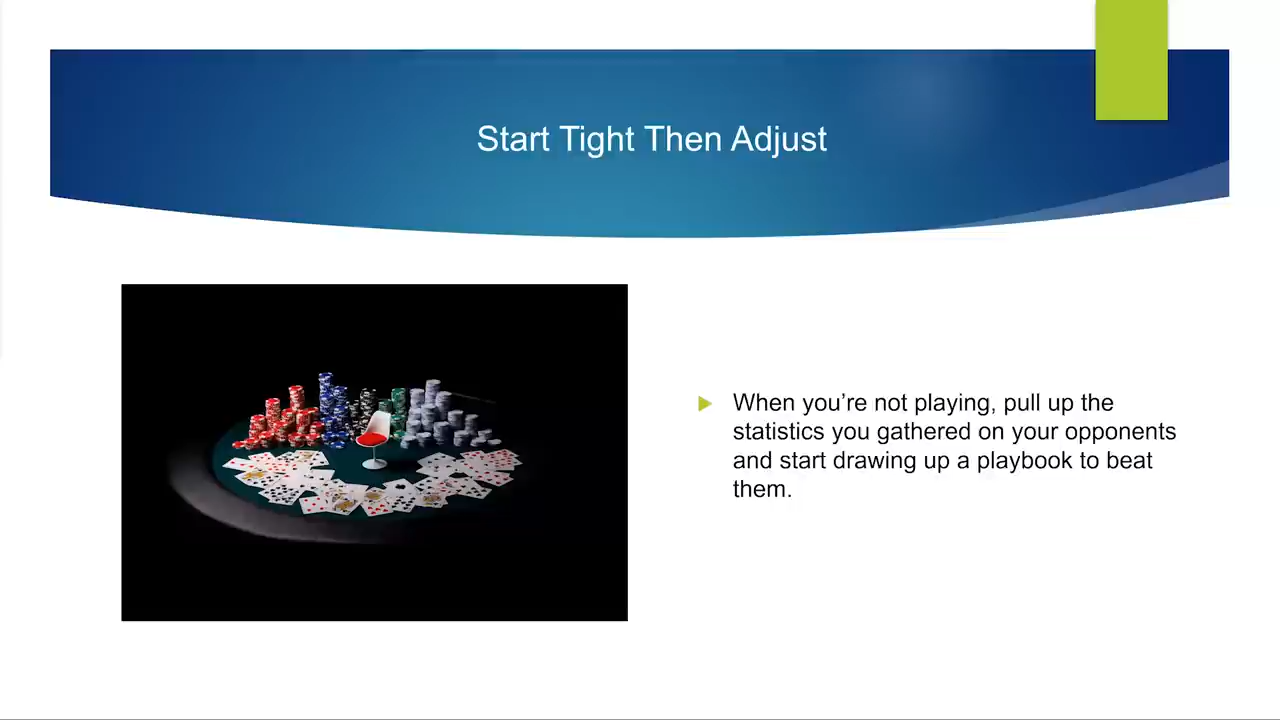 Start Tight Then Adjust
When you’re not playing, pull up the
statistics you gathered on your opponents
and start drawing up a playbook to beat
them.